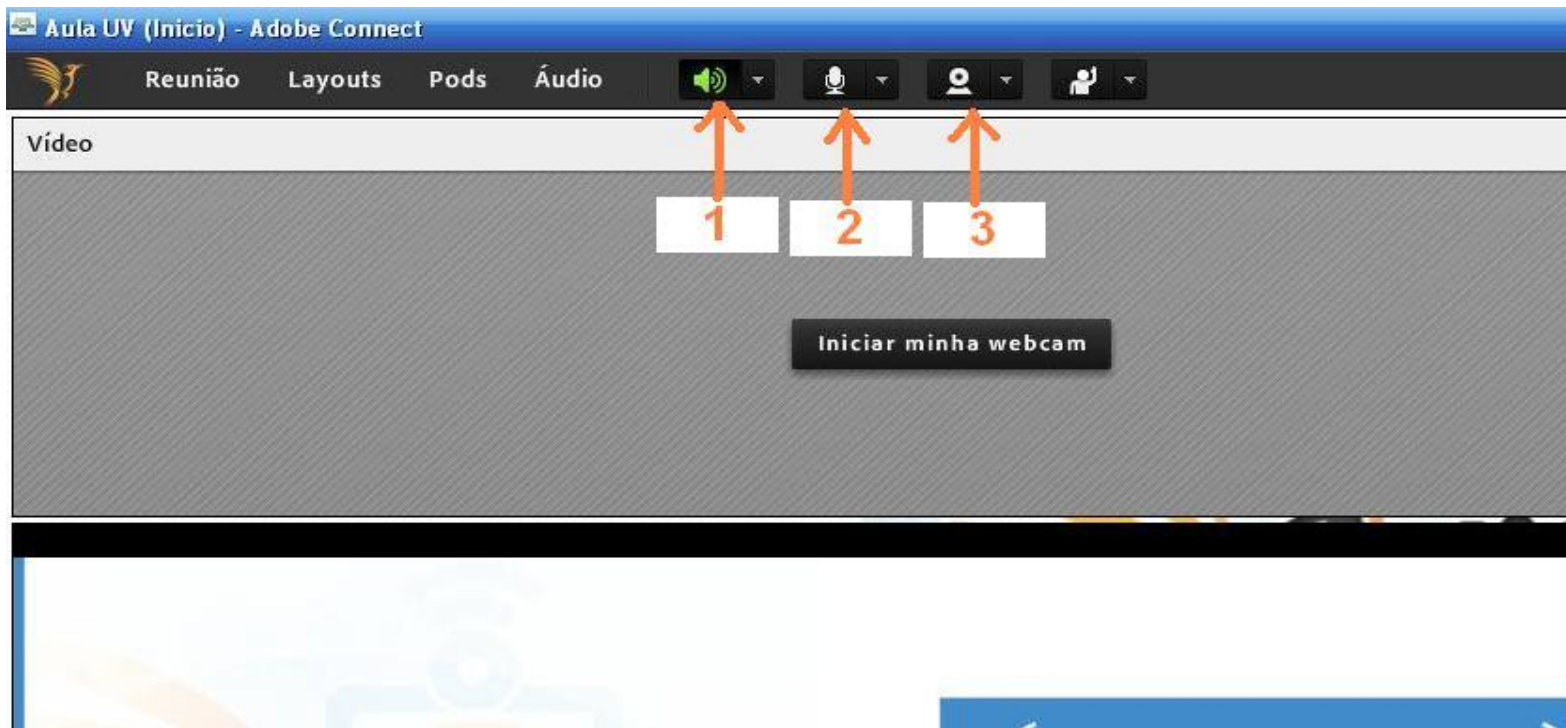 Aula UV (Inicio) - Adobe Connect
Reunião Layouts Pods Áudio
Vídeo
1 2 3
Iniciar minha webcam